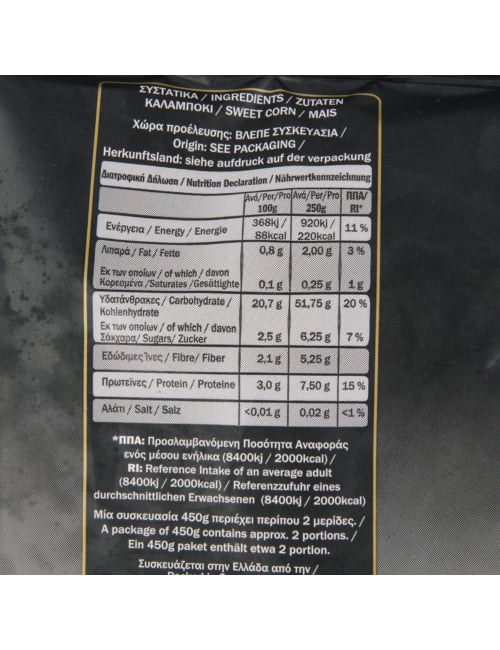 ΣΥΣΤΑΤΙΚΑ / INGREDIENTS / ZUTATEN
ΚΑΛΑΜΠΟΚΙ / SWEET CORN / MAIS
Χώρα προέλευσης: ΒΛΕΠΕ ΣΥΣΚΕΥΑΣΙΑ /
Origin: SEE PACKAGING /
Herkunftsland: siehe aufdruck auf der verpackung
Διατροφική Δήλωση / Nutrition Declaration / Nährwertkennzeichnung
Ανά/Per/Pro 100g Ανά/Per/Pro 250g ΠΠΑ/ RI*
Ενέργεια / Energy / Energie 368kj / 88kcal 920kj / 220kcal 11 %
Λιπαρά / Fat / Fette 0,8 g 2,00 g 3 %
Εκ των οποίων / of which / davon
Κορεσμένα /Saturates /Gesättigte 0,1 g 0,25 g 1 g
Υδατάνθρακες / Carbohydrate / 20,7 g 51,75 g 20 %
Kohlenhydrate
Εκ των οποίων / of which / davon
Σάκχαρα / Sugars/ Zucker 2,5 g 6,25 g 7 %
Εδώδιμες Ίνες / Fibre/ Fiber 2,1 g 5,25 g
Πρωτεΐνες / Protein / Proteine 3,0 g 7,50 g 15 %
Αλάτι / Salt / Salz <0,01 g 0,02 g <1 %
*ΠΠΑ: Προσλαμβανόμενη Ποσότητα Αναφοράς
ενός μέσου ενήλικα (8400kj / 2000kcal) /
RI: Reference Intake of an average adult
(8400kj / 2000kcal) / Referenzzufuhr eines
durchschnittlichen Erwachsenen (8400kj / 2000kcal)
Μία συσκευασία 450g περιέχει περίπου 2 μερίδες. /
A package of 450g contains approx. 2 portions. /
Ein 450g paket enthält etwa 2 portion.
Συσκευάζεται στην Ελλάδα από την /